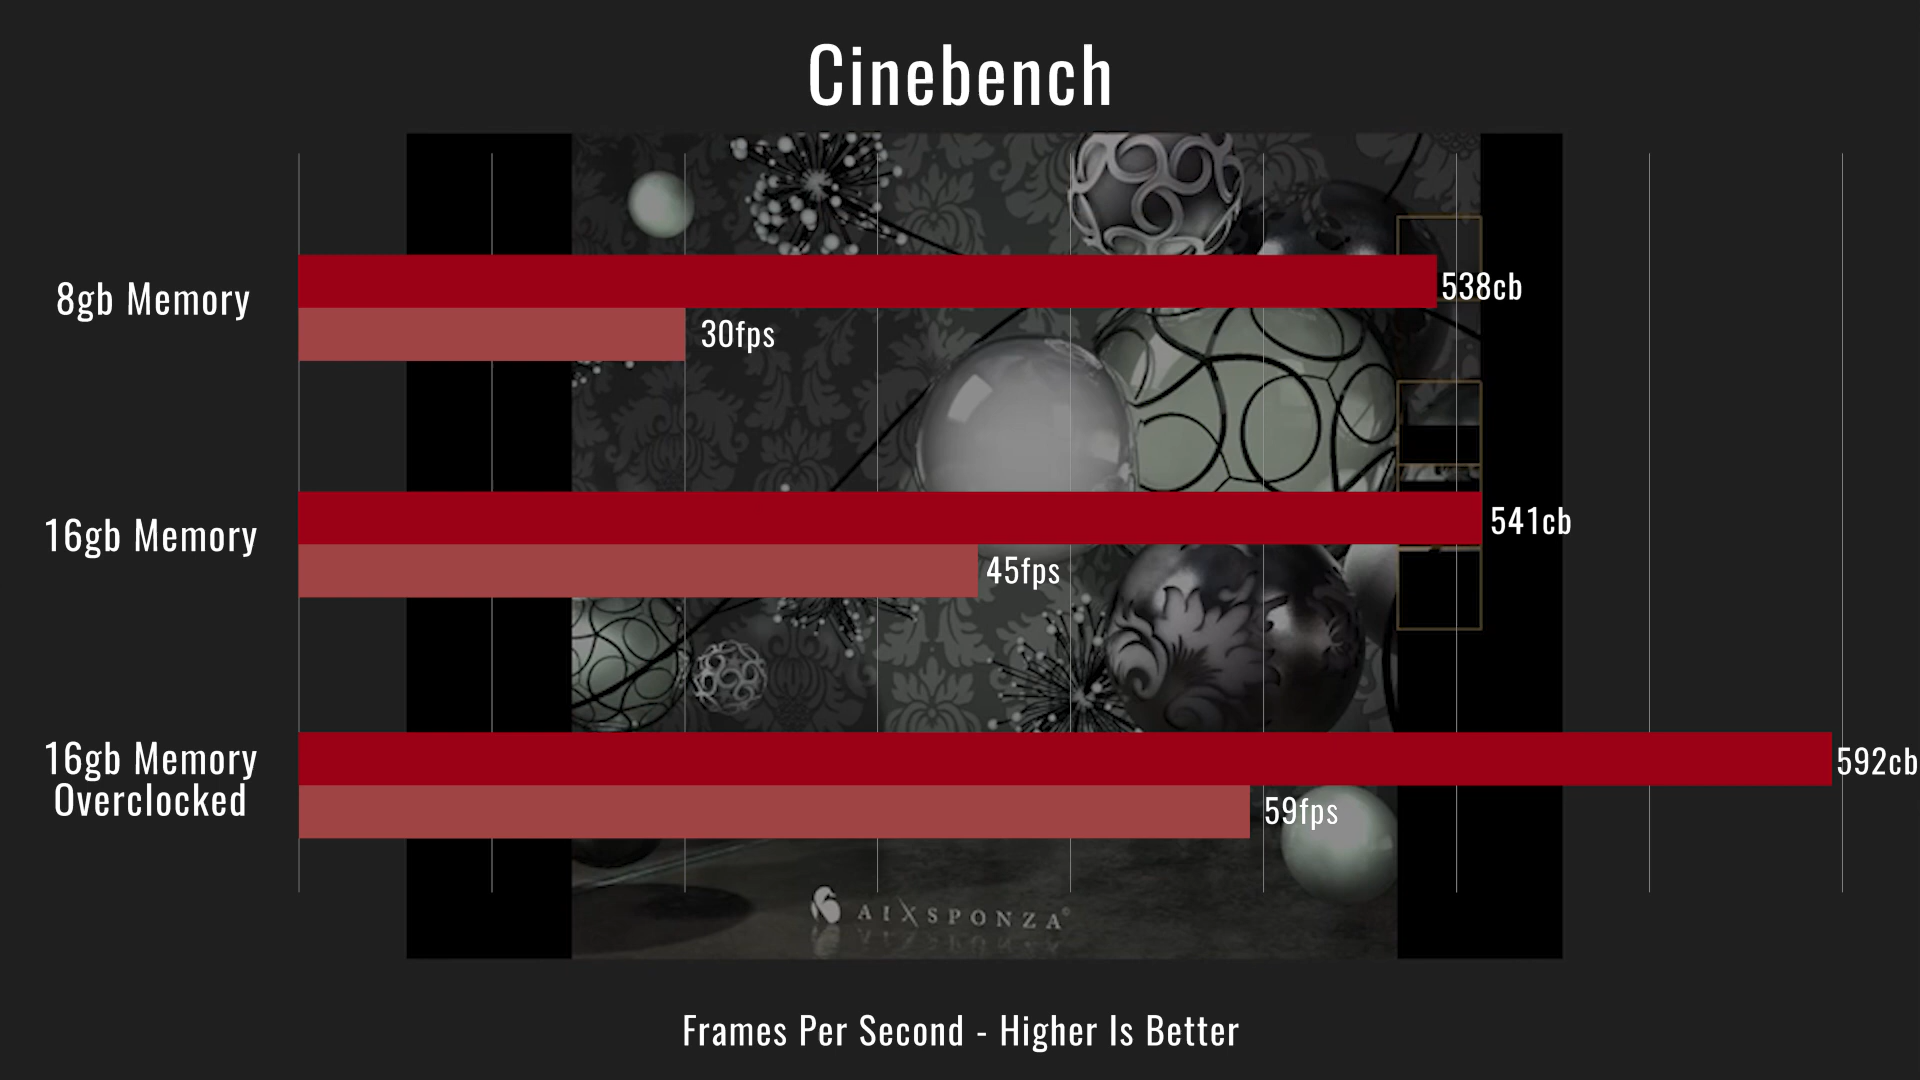 Cinebench
8gb Memory
538cb
30fps
16gb Memory
541cb
45fps
16gb Memory
Overclocked
592cb
59fps
AIXSPONZA©
Frames Per Second - Higher Is Better